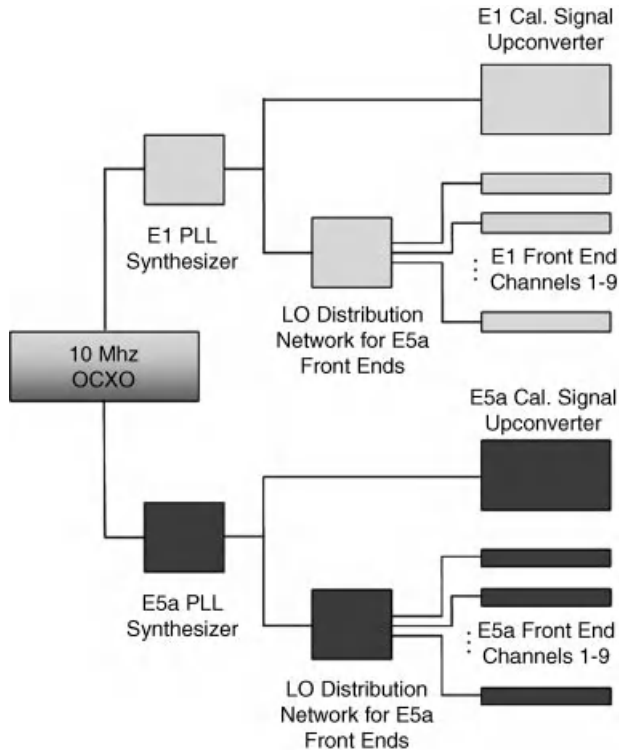 E1 Cal. Signal
Upconverter
E1 PLL
Synthesizer
E1 Front End
Channels 1-9
LO Distribution
Network for E5a
Front Ends
10 Mhz
OCXO
E5a Cal. Signal
Upconverter
E5a PLL
Synthesizer
E5a Front End
Channels 1-9
LO Distribution
Network for E5a
Front Ends